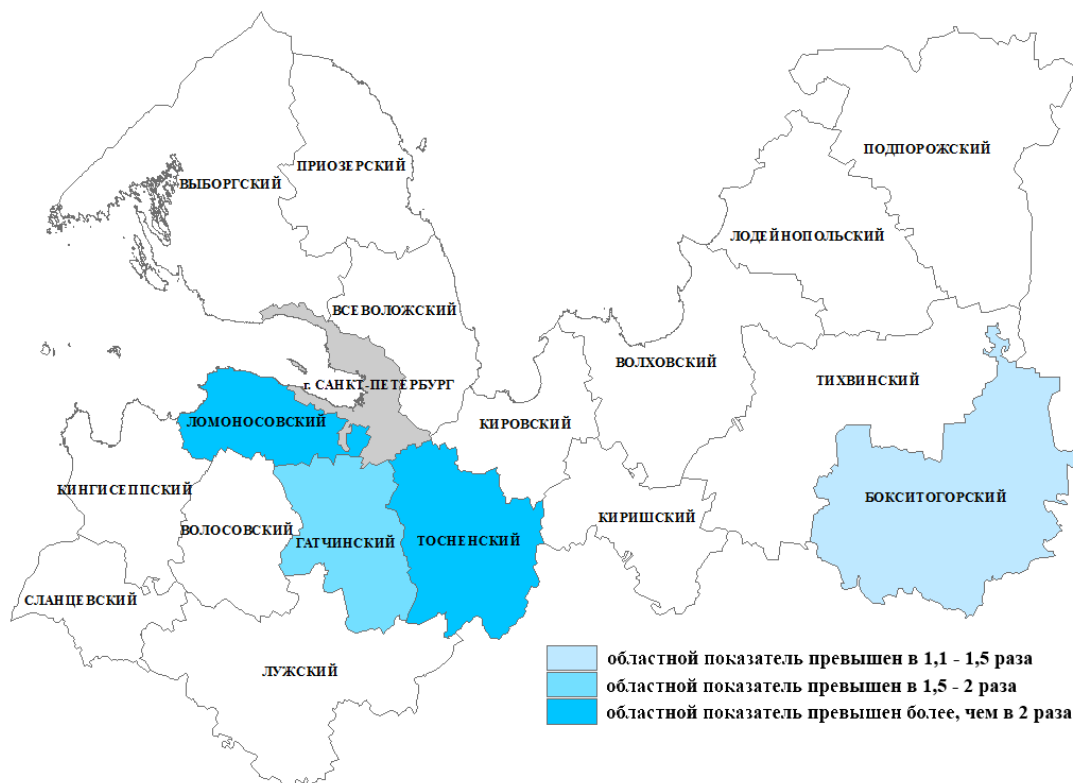 ПОДПОРОЖСКИЙ
ПРИОЗЕРСКИЙ
ВЫБОРГСКИЙ
ЛОДЕЙНОПОЛЬСКИЙ
ВСЕВОЛОЖСКИЙ
ВОЛХОВСКИЙ
г. САНКТ-ПЕТЕРБУРГ
ТИХВИНСКИЙ
ЛОМОНОСОВСКИЙ
КИРОВСКИЙ
КИНГИСЕППСКИЙ
БОКСИТОГОРСКИЙ
КИРИШСКИЙ
ВОЛОСОВСКИЙ
ГАТЧИНСКИЙ
ТОСНЕНСКИЙ
СЛАНЦЕВСКИЙ
ЛУЖСКИЙ
областной показатель превышен в 1,1 - 1,5 раза
областной показатель превышен в 1,5 - 2 раза
областной показатель превышен более, чем в 2 раза